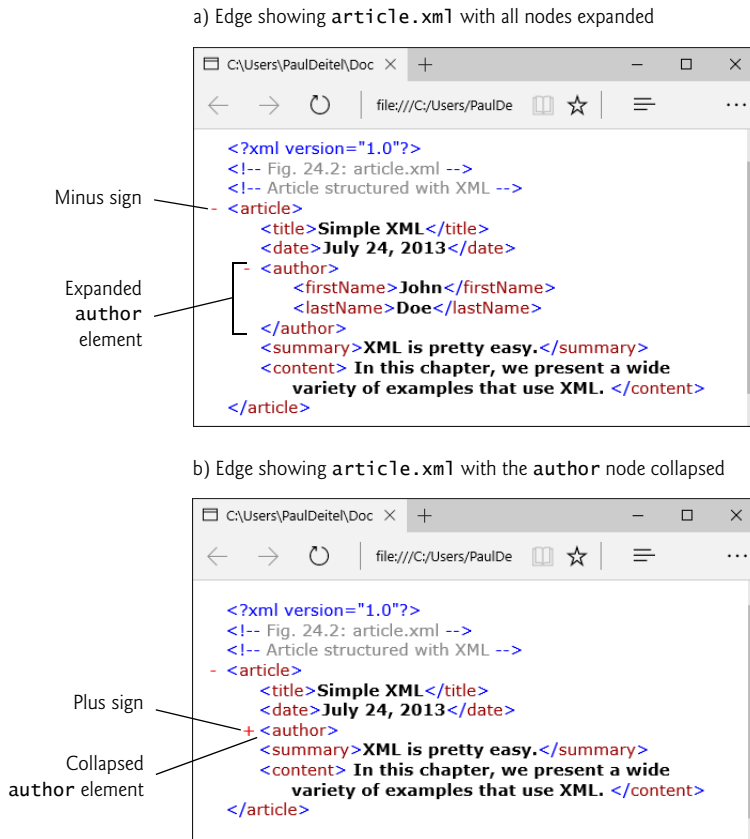 a) Edge showing article.xml with all nodes expanded
C:\Users\PaulDeitel\Doc
file:///C:/Users/PaulDe
<?xml version="1.0"?>
<!-- Fig. 24.2: article.xml -->
<!-- Article structured with XML -->
Minus sign
- <article>
<title>Simple XML</title>
<date>July 24, 2013</date>
Expanded
author
element
- <author>
<firstName>John</firstName>
<lastName>Doe</lastName>
</author>
<summary>XML is pretty easy.</summary>
<content> In this chapter, we present a wide
variety of examples that use XML. </content>
</article>
b) Edge showing article.xml with the author node collapsed
C:\Users\PaulDeitel\Doc
file:///C:/Users/PaulDe
<?xml version="1.0"?>
<!-- Fig. 24.2: article.xml -->
<!-- Article structured with XML -->
- <article>
<title>Simple XML</title>
<date>July 24, 2013</date>
Plus sign
+ <author>
Collapsed
author element
<summary>XML is pretty easy.</summary>
<content> In this chapter, we present a wide
variety of examples that use XML. </content>
</article>